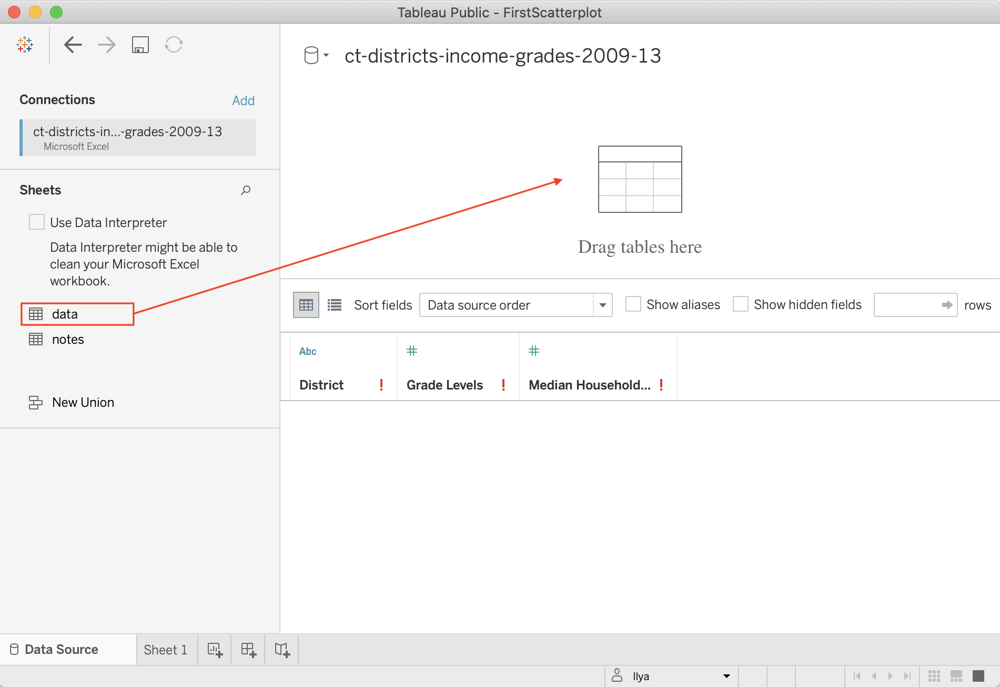 Tableau Public - FirstScatterplot
ct-districts-income-grades-2009-13
Connections
Add
ct-districts-in...-grades-2009-13
Microsoft Excel
Sheets
Use Data Interpreter
Data Interpreter might be able to
clean your Microsoft Excel
workbook.
data
notes
New Union
Drag tables here
Sort fields Data source order Show aliases Show hidden fields rows
Abc # #
District ! Grade Levels ! Median Household... !
Data Source Sheet 1
Ilya